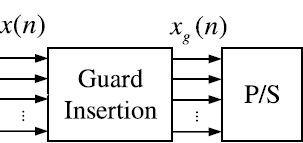 x(n)
x_g(n)
Guard
Insertion
P/S
⋮
⋮